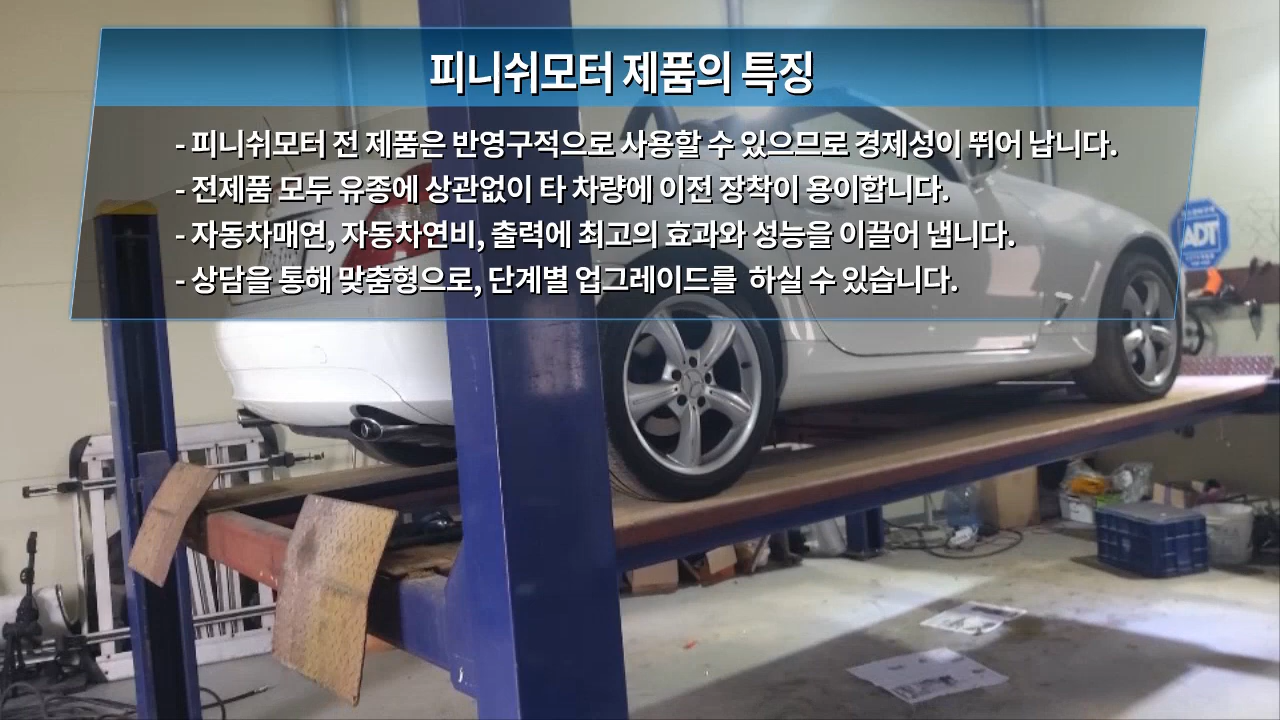 피니쉬모터 제품의 특징
- 피니쉬모터 전 제품은 반영구적으로 사용할 수 있으므로 경제성이 뛰어 납니다.
- 전제품 모두 유종에 상관없이 타 차량에 이전 장착이 용이합니다.
- 자동차매연, 자동차연비, 출력에 최고의 효과와 성능을 이끌어 냅니다.
- 상담을 통해 맞춤형으로, 단계별 업그레이드를 하실 수 있습니다.
ADT